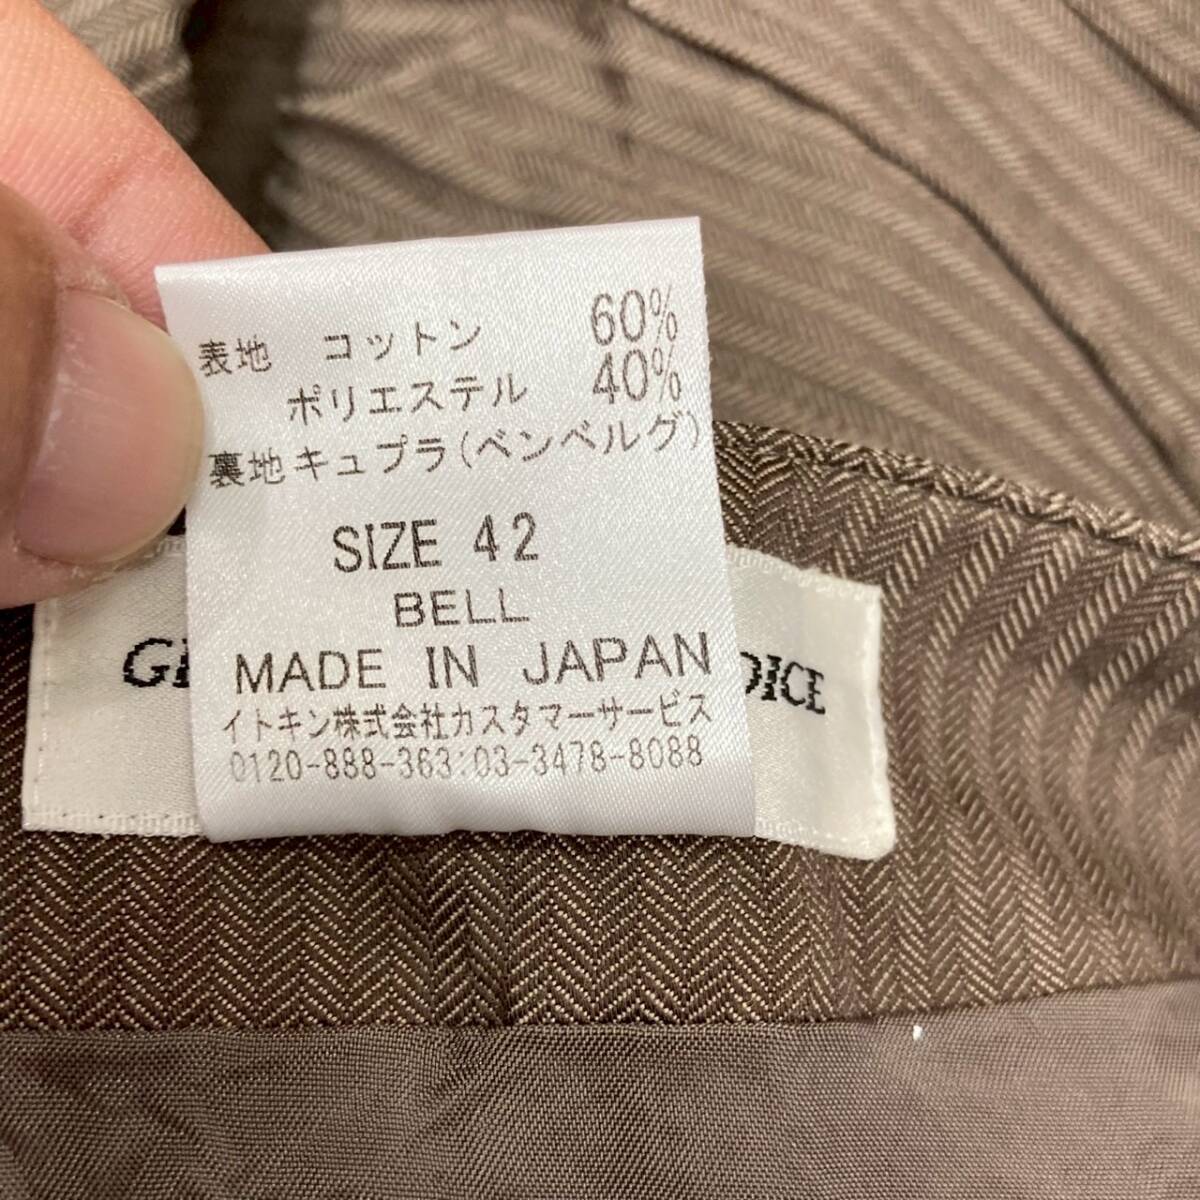 表地 コットン 60%
ポリエステル 40%
裏地キュプラ(ベンベルグ)
SIZE 42
BELL
MADE IN JAPAN
イトキン株式会社カスタマーサービス
0120-888-363:03-3478-8088